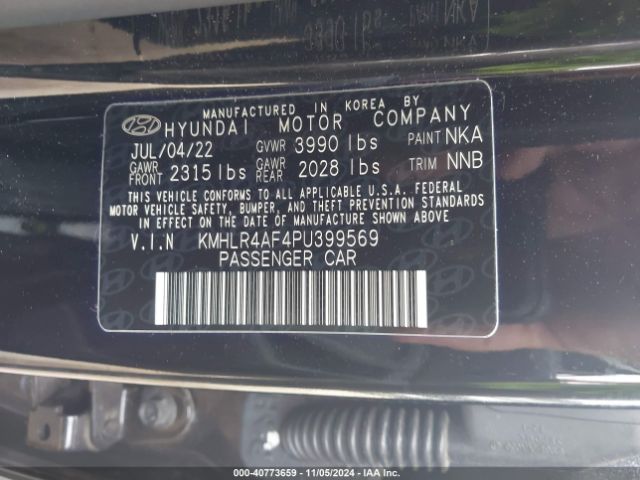 MANUFACTURED IN KOREA BY
HYUNDAI MOTOR COMPANY
JUL/04/22 GVWR 3990 lbs PAINT NKA
GAWR FRONT 2315 lbs GAWR REAR 2028 lbs TRIM NNB
THIS VEHICLE CONFORMS TO ALL APPLICABLE U.S.A. FEDERAL
MOTOR VEHICLE SAFETY, BUMPER, AND THEFT PREVENTION STANDARDS
IN EFFECT ON THE DATE OF MANUFACTURE SHOWN ABOVE.
V.I.N KMHLR4AF4PU399569
PASSENGER CAR
000-40773659 - 11/05/2024 - IAA Inc.